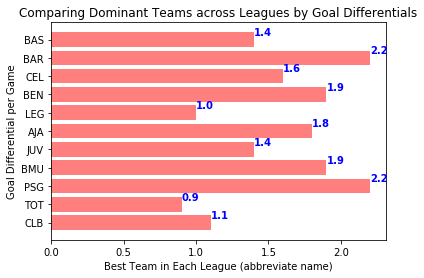 Comparing Dominant Teams across Leagues by Goal Differentials
Goal Differential per Game
BAS 1.4
BAR 2.2
CEL 1.6
BEN 1.9
LEG 1.0
AJA 1.8
JUV 1.4
BMU 1.9
PSG 2.2
TOT 0.9
CLB 1.1
0.0 0.5 1.0 1.5 2.0
Best Team in Each League (abbreviate name)